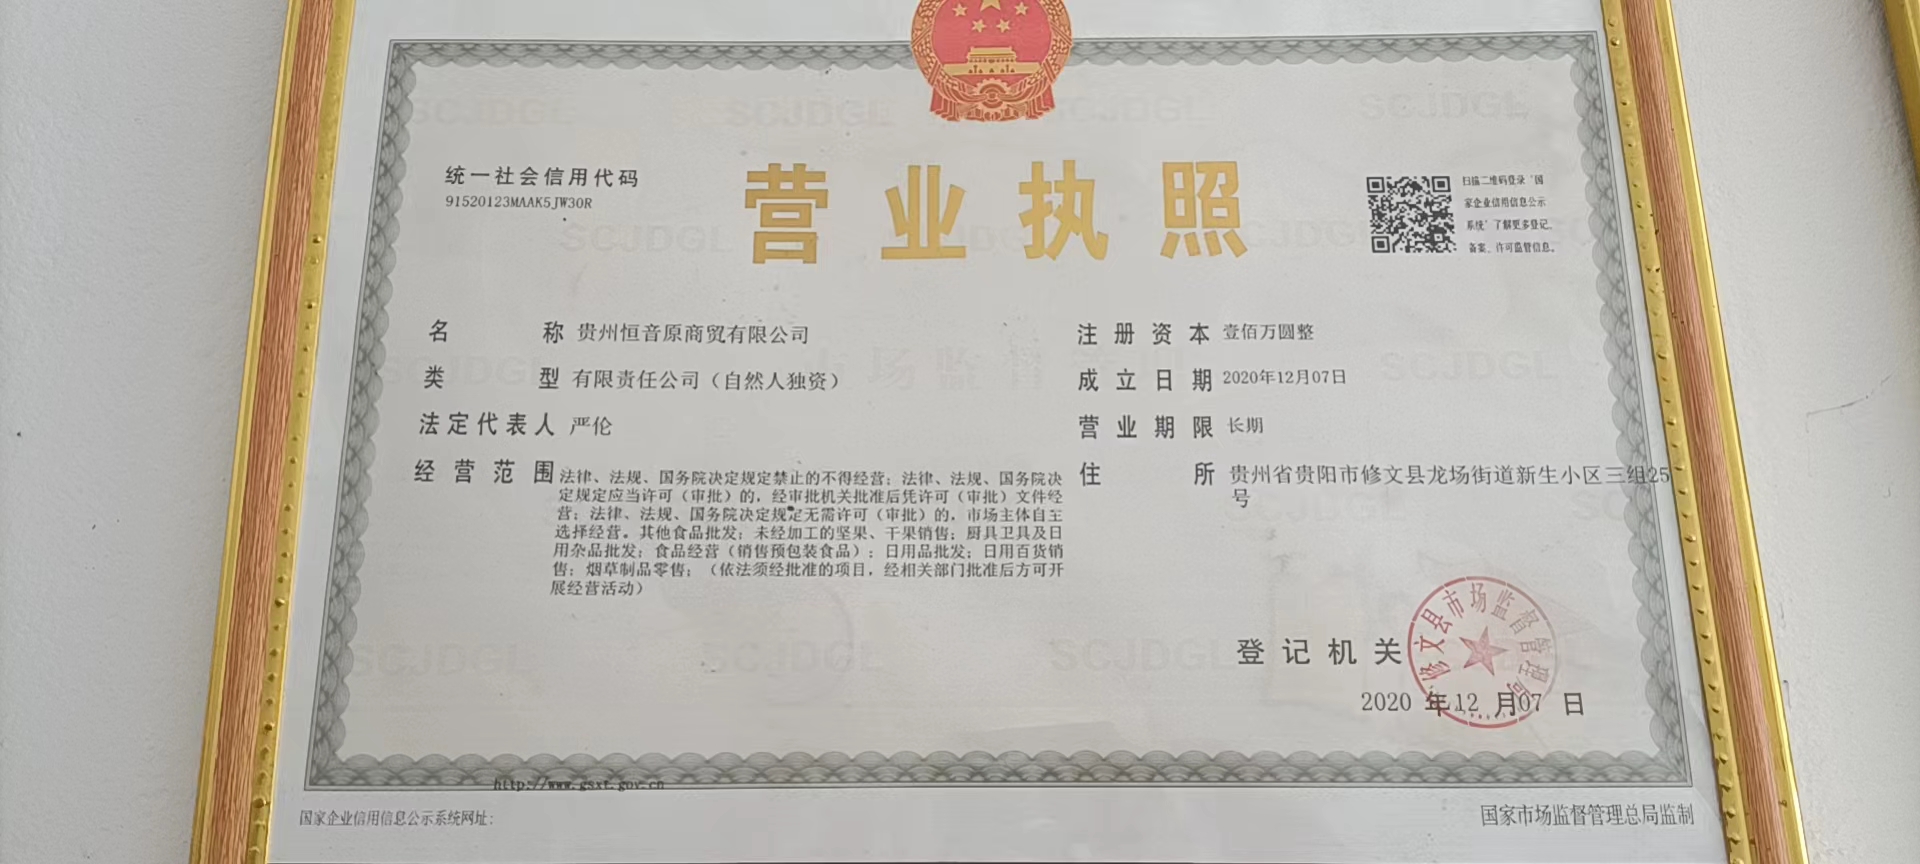 统一社会信用代码
91520123MAAK5JW30R
营业执照
扫描二维码登录‘国
家企业信用信息公示
系统’了解更多登记、
备案、许可监管信息。
名称 贵州恒音原商贸有限公司
类型 有限责任公司（自然人独资）
法定代表人 严伦
经营范围 法律、法规、国务院决定规定禁止的不得经营；法律、法规、国务院决
定规定应当许可（审批）的，经审批机关批准后凭许可（审批）文件经
营；法律、法规、国务院决定规定无需许可（审批）的，市场主体自主
选择经营。其他食品批发；未经加工的坚果、干果销售；厨具卫具及日
用杂品批发；食品经营（销售预包装食品）；日用品批发；日用百货销
售；烟草制品零售；（依法须经批准的项目，经相关部门批准后方可开
展经营活动）
注册资本 壹佰万圆整
成立日期 2020年12月07日
营业期限 长期
住所 贵州省贵阳市修文县龙场街道新生小区三组25
号
登记机关
修文县市场监督管理局
2020 年 12 月 07 日
http://www.gsxt.gov.cn
国家企业信用信息公示系统网址：
国家市场监督管理总局监制
SCJDGL